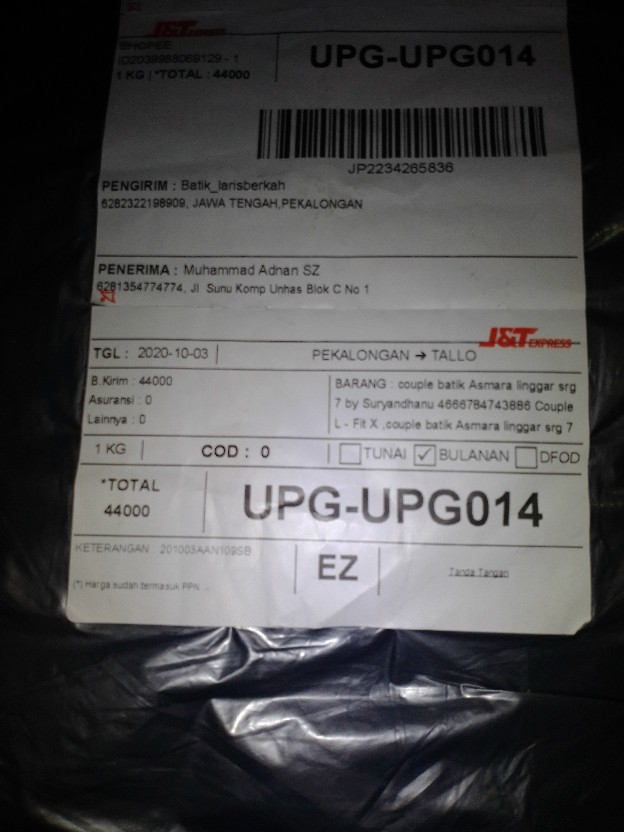 J&T EXPRESS
SHOPEE
ID2039988069129 - 1
1 KG | *TOTAL : 44000
UPG-UPG014
JP2234265836
PENGIRIM : Batik_larisberkah
6282322198909, JAWA TENGAH,PEKALONGAN
PENERIMA : Muhammad Adnan SZ
6281354774774, Jl Sunu Komp Unhas Blok C No 1
J&T EXPRESS
TGL : 2020-10-03 | PEKALONGAN → TALLO
B.Kirim : 44000
Asuransi : 0
Lainnya : 0
BARANG : couple batik Asmara linggar srg
7 by Suryandhanu 4666784743886 Couple
L - Fit X ,couple batik Asmara linggar srg 7
1 KG | COD : 0 | TUNAI ✓ BULANAN DFOD
*TOTAL
44000
UPG-UPG014
KETERANGAN 201003AAN109SB
EZ
Tanda Tangan
(*) Harga sudah termasuk PPN